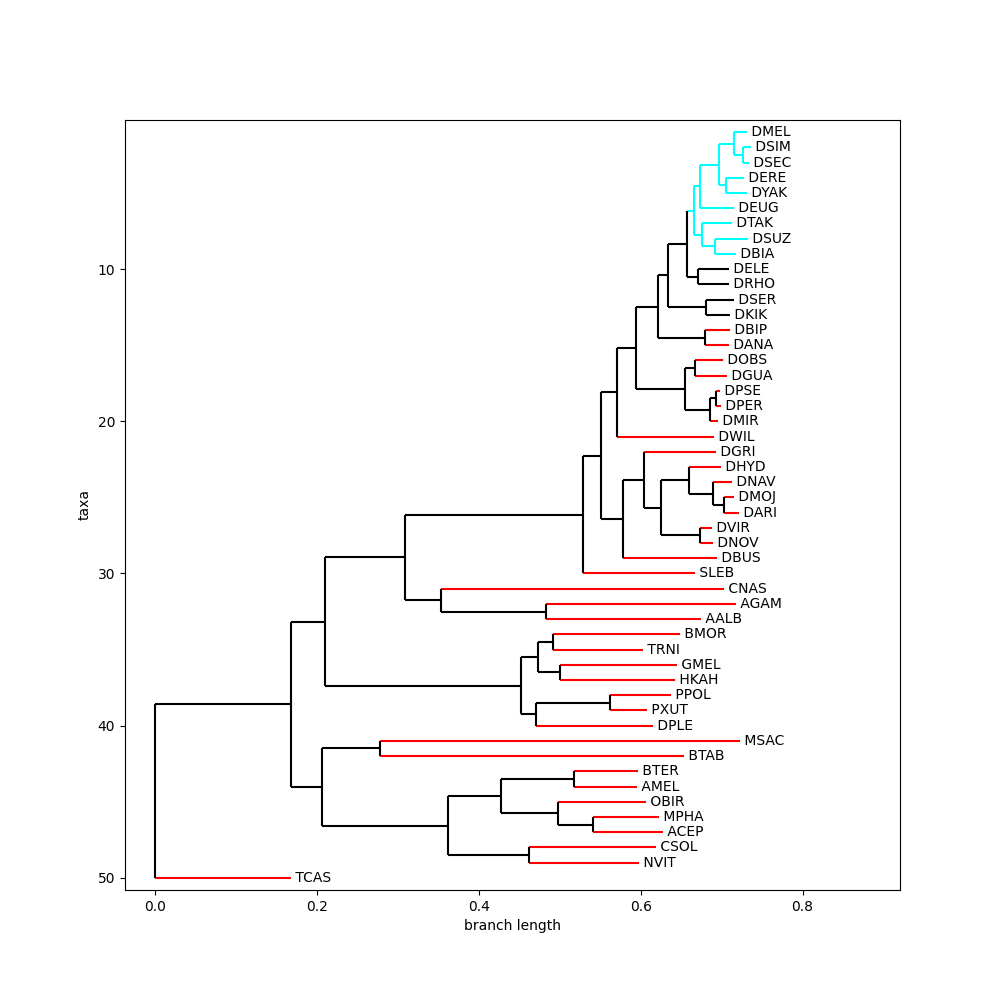 DMEL
DSIM
DSEC
DERE
DYAK
DEUG
DTAK
DSUZ
DBIA
10
DELE
DRHO
DSER
DKIK
DBIP
DANA
DOBS
DGUA
DPSE
DPER
20
DMIR
DWIL
DGRI
DHYD
DNAV
DMOJ
taxa
DARI
DVIR
DNOV
DBUS
30
SLEB
CNAS
AGAM
AALB
BMOR
TRNI
GMEL
HKAH
PPOL
PXUT
40
DPLE
MSAC
BTAB
BTER
AMEL
OBIR
MPHA
ACEP
CSOL
NVIT
50
TCAS
0.0 0.2 0.4 0.6 0.8
branch length